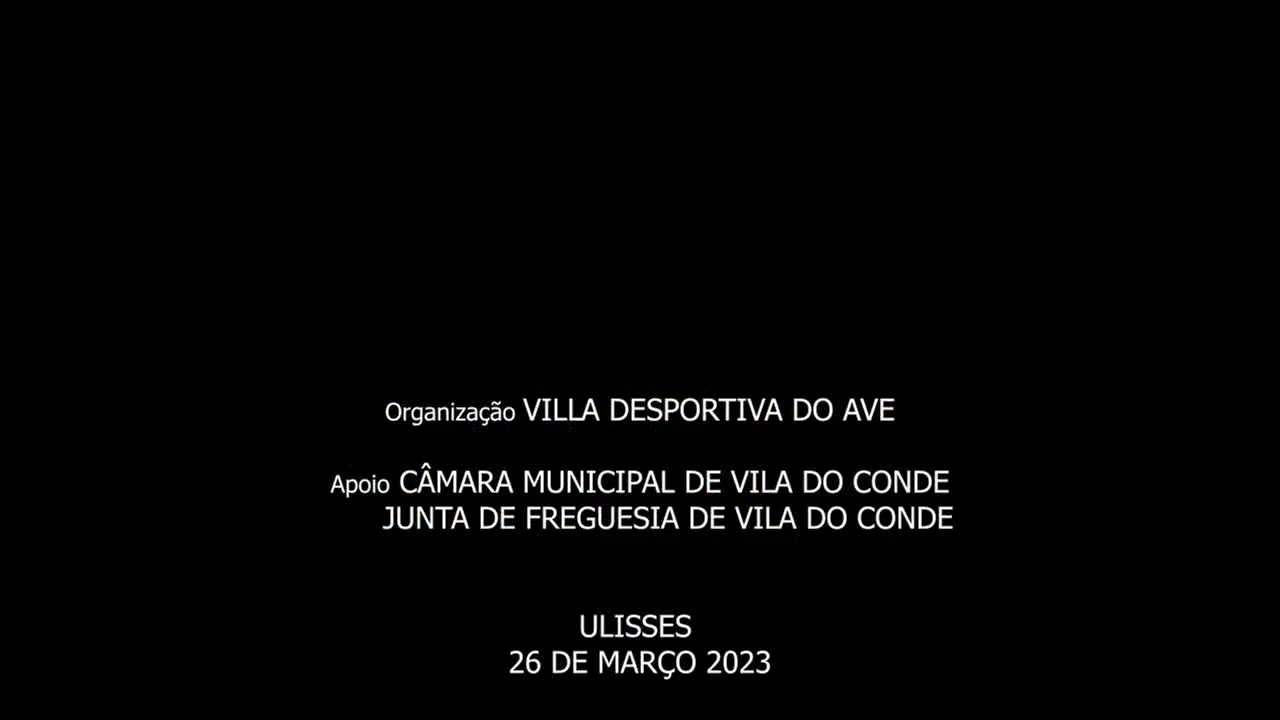 Organização VILLA DESPORTIVA DO AVE
Apoio CÂMARA MUNICIPAL DE VILA DO CONDE
JUNTA DE FREGUESIA DE VILA DO CONDE
ULISSES
26 DE MARÇO 2023